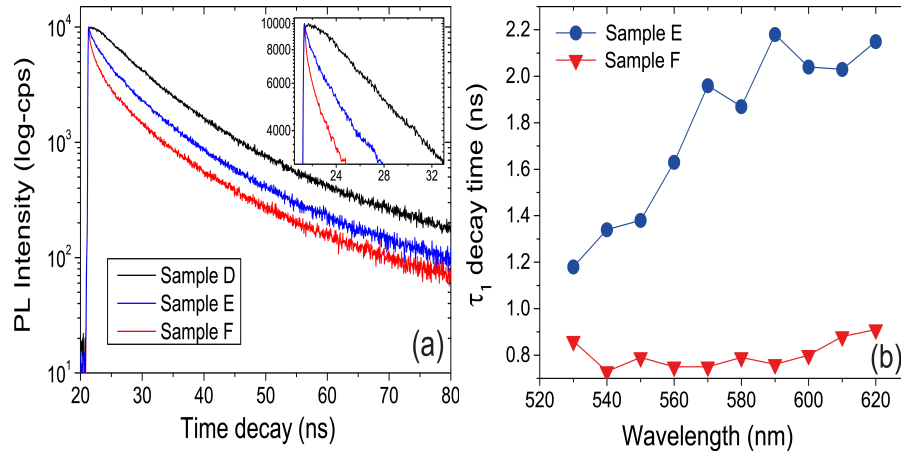 PL Intensity (log-cps)
10⁴
10³
10²
10¹
20 30 40 50 60 70 80
Time decay (ns)
Sample D
Sample E
Sample F
(a)
10000
8000
6000
4000
24 28 32
τ₁ decay time (ns)
2.2
2.0
1.8
1.6
1.4
1.2
1.0
0.8
520 540 560 580 600 620
Wavelength (nm)
Sample E
Sample F
(b)